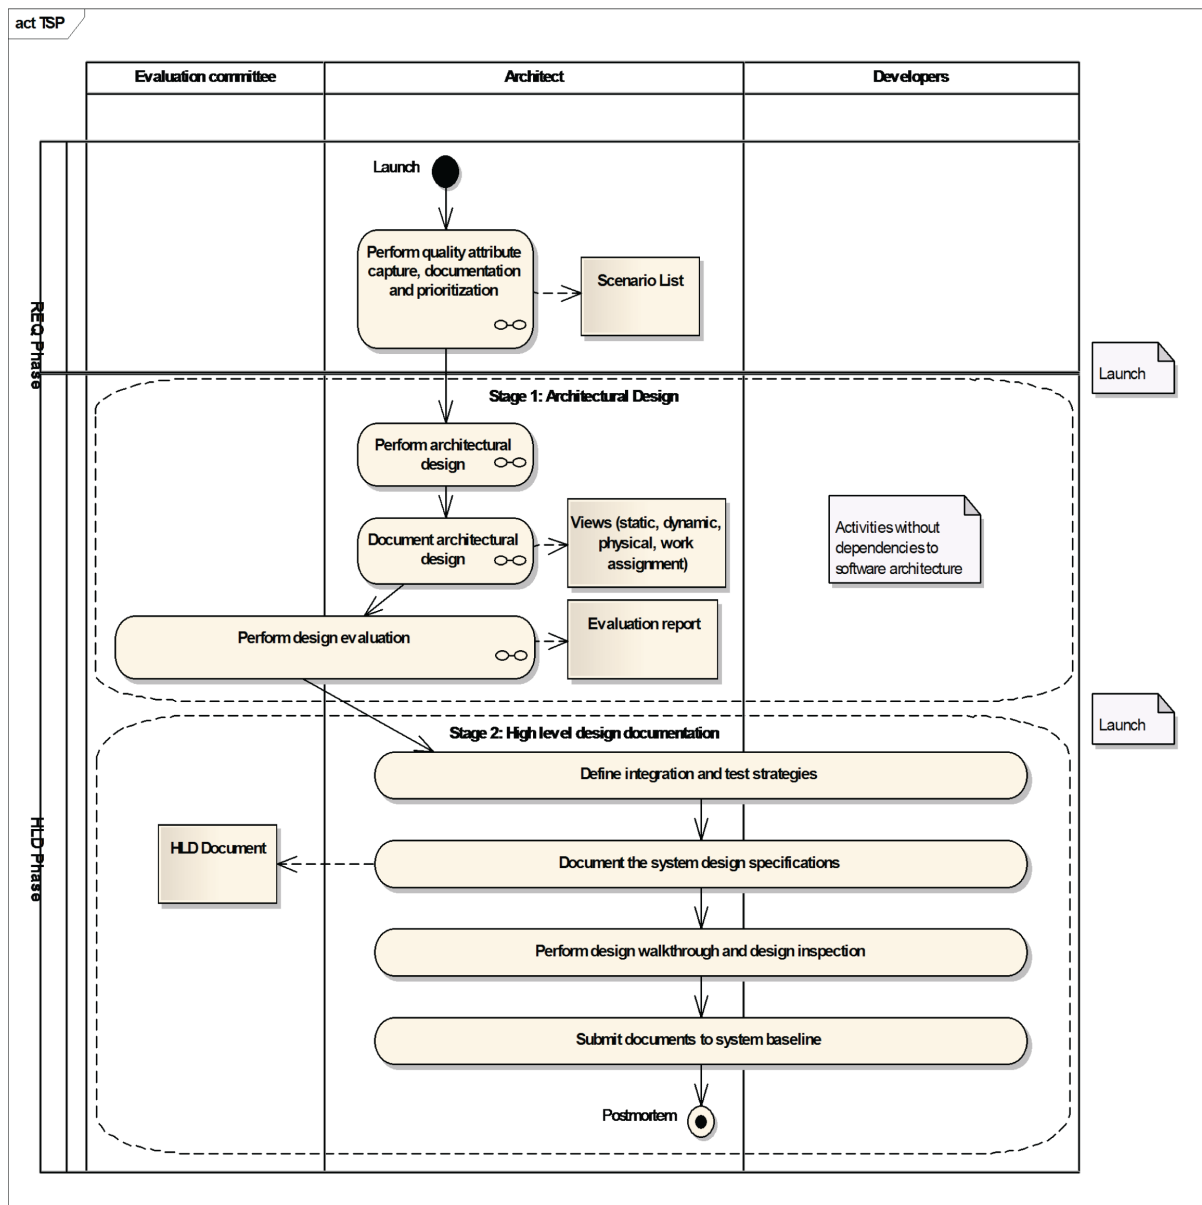 act TSP
Evaluation committee
Architect
Developers
Launch
Perform quality attribute
capture, documentation
and prioritization
Scenario List
REQ Phase
Launch
Stage 1: Architectural Design
Perform architectural
design
Document architectural
design
Views (static, dynamic,
physical, work
assignment)
Activities without
dependencies to
software architecture
Perform design evaluation
Evaluation report
Launch
Stage 2: High level design documentation
Define integration and test strategies
HLD Phase
HLD Document
Document the system design specifications
Perform design walkthrough and design inspection
Submit documents to system baseline
Postmortem